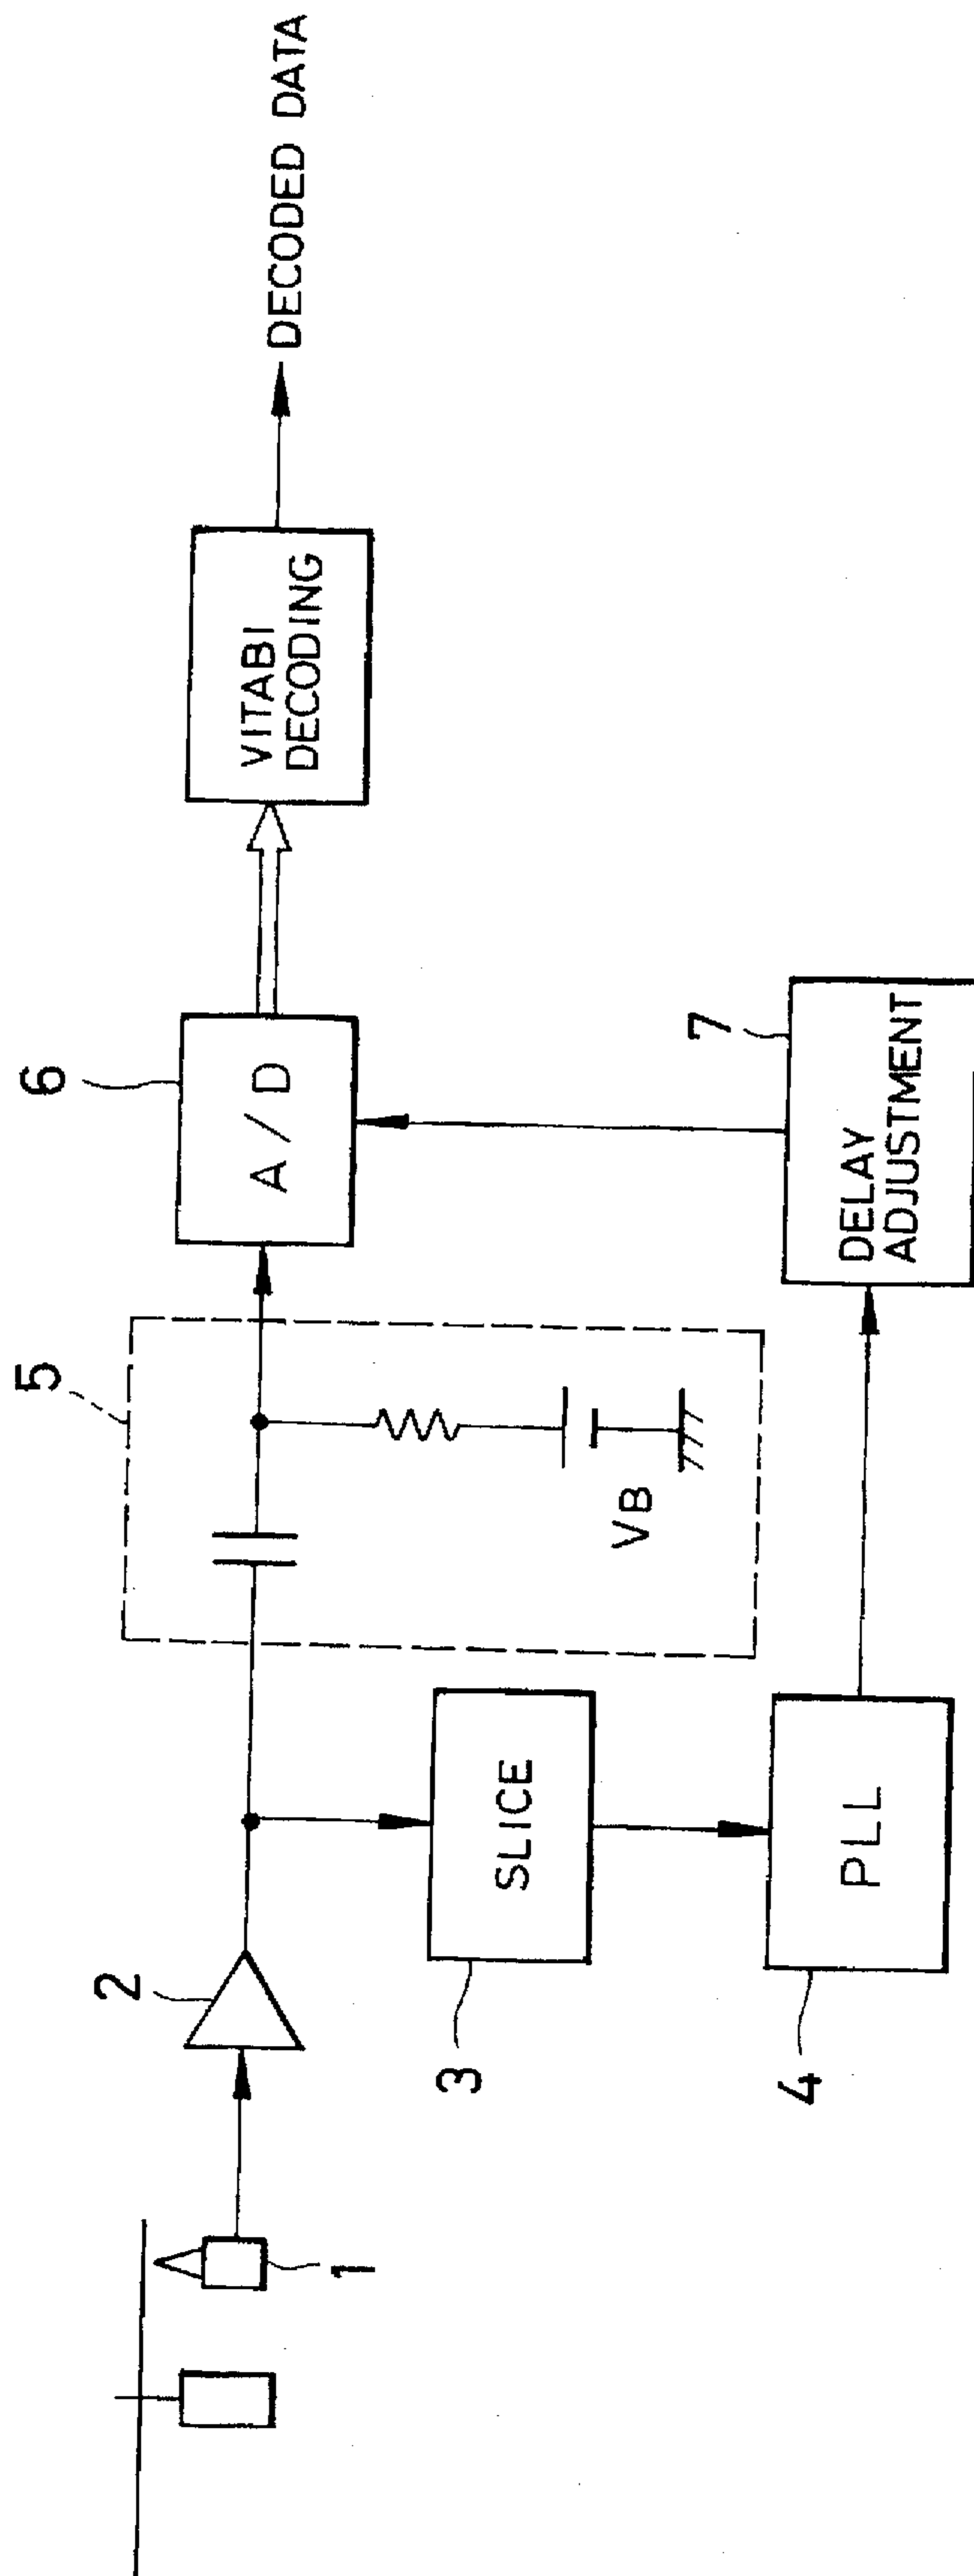 1
2
3
SLICE
4
PLL
5
VB
6
A/D
7
DELAY
ADJUSTMENT
VITABI
DECODING
DECODED DATA